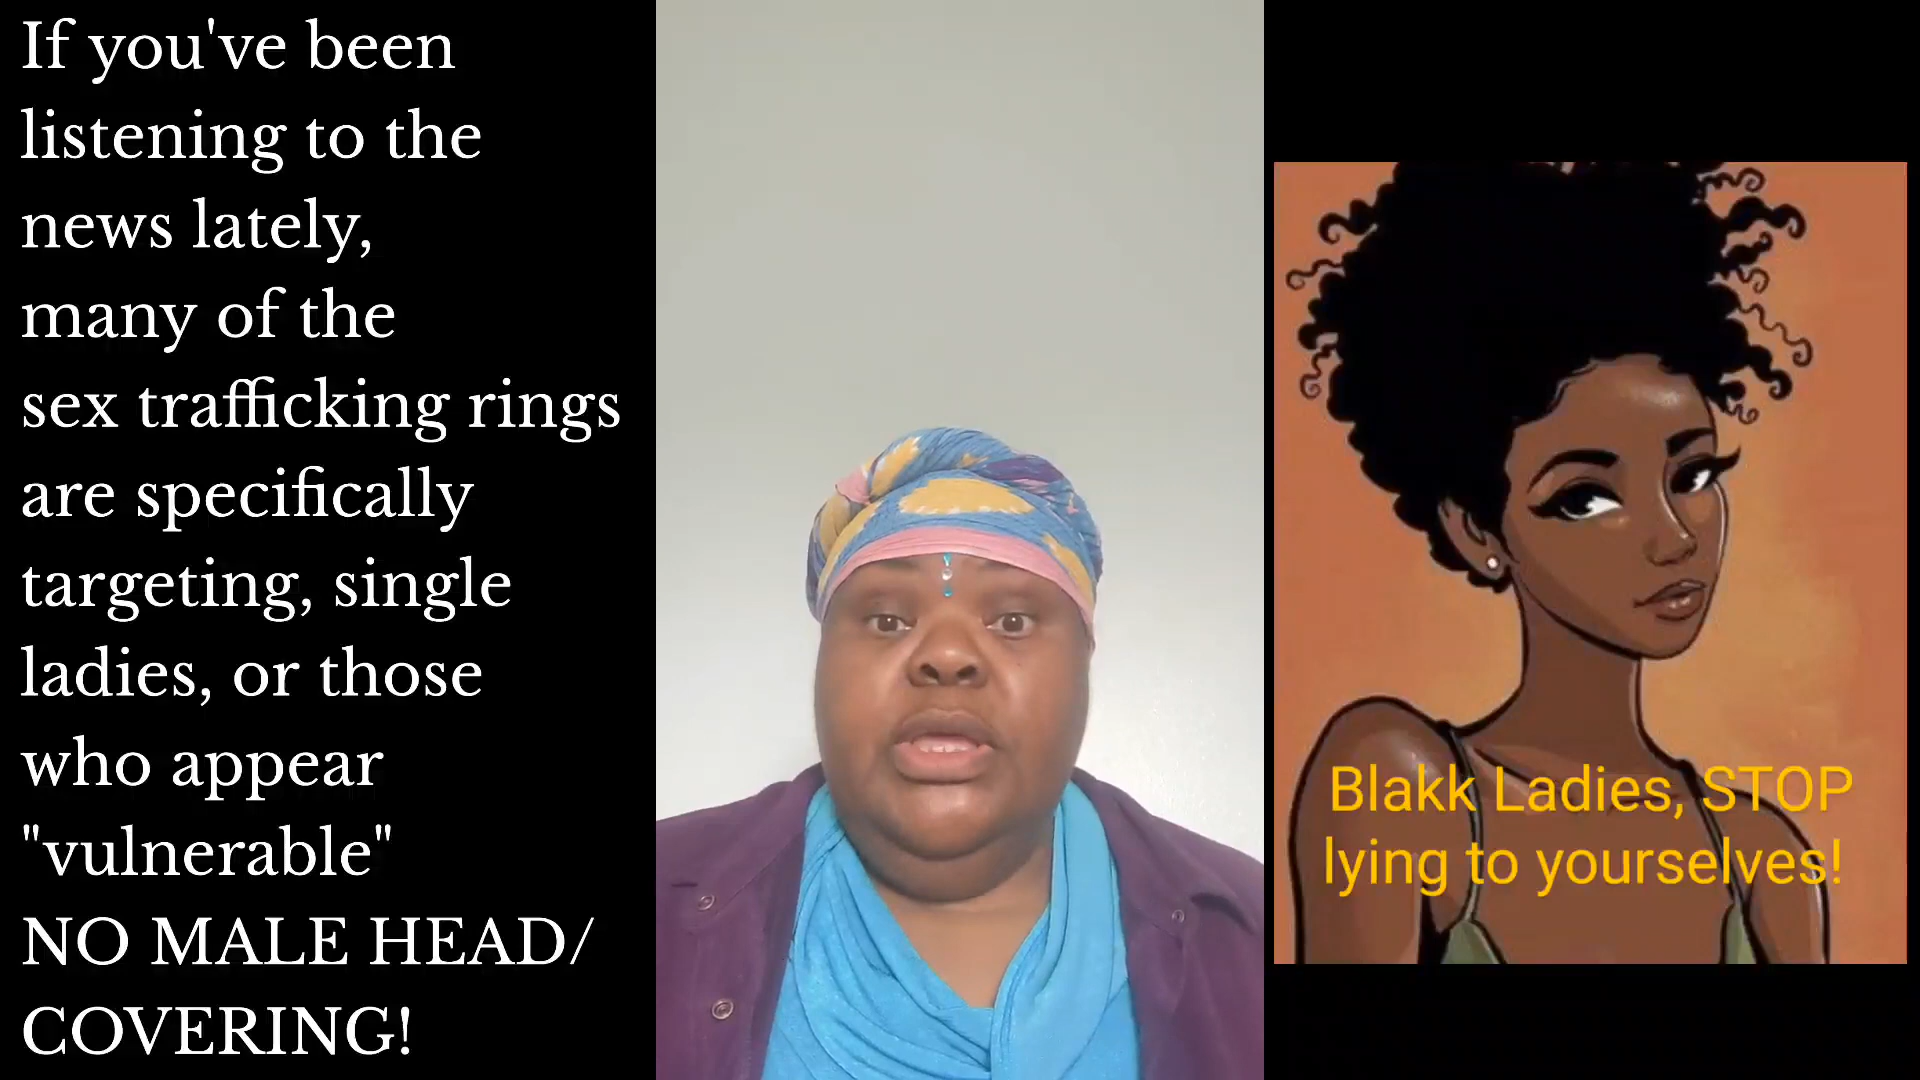 If you've been
listening to the
news lately,
many of the
sex trafficking rings
are specifically
targeting, single
ladies, or those
who appear
"vulnerable"
NO MALE HEAD/
COVERING!
Blakk Ladies, STOP
lying to yourselves!